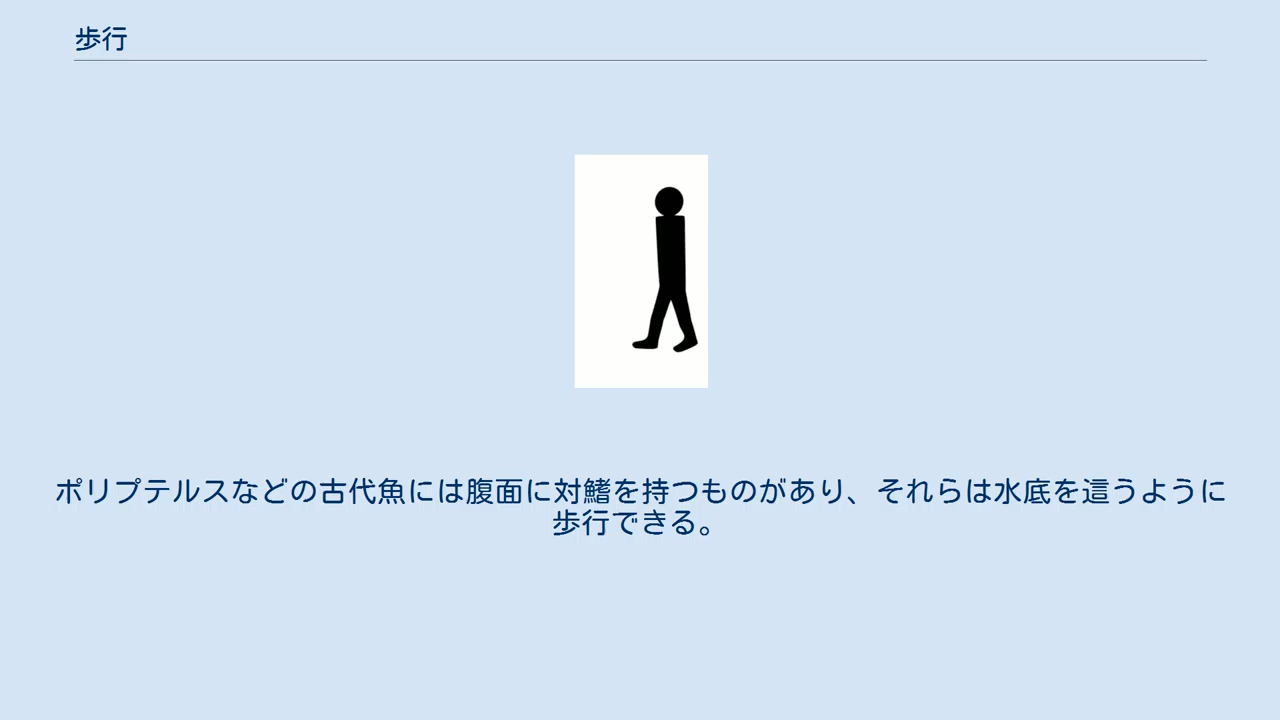 歩行
ポリプテルスなどの古代魚には腹面に対鰭を持つものがあり、それらは水底を這うように
歩行できる。